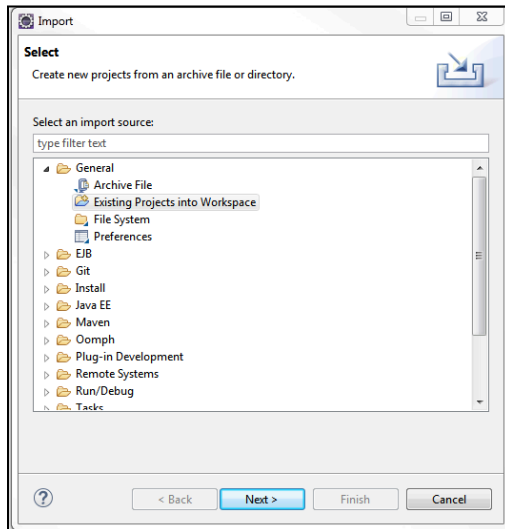 Import
Select
Create new projects from an archive file or directory.
Select an import source:
type filter text
General
Archive File
Existing Projects into Workspace
File System
Preferences
EJB
Git
Install
Java EE
Maven
Oomph
Plug-in Development
Remote Systems
Run/Debug
Tasks
?
< Back Next > Finish Cancel